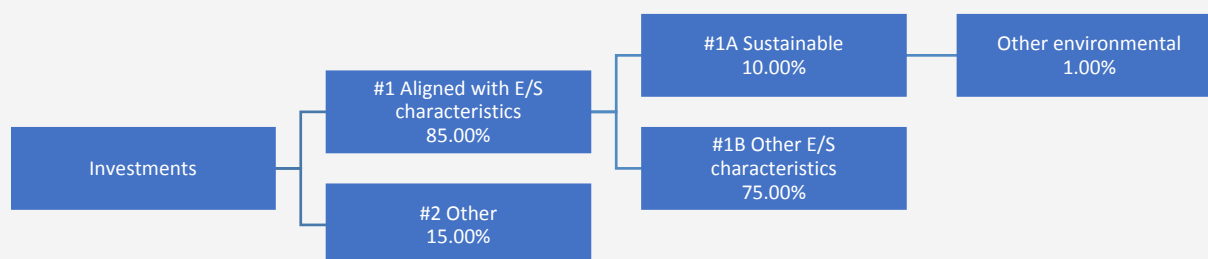 Investments
#1 Aligned with E/S
characteristics
85.00%
#2 Other
15.00%
#1A Sustainable
10.00%
#1B Other E/S
characteristics
75.00%
Other environmental
1.00%